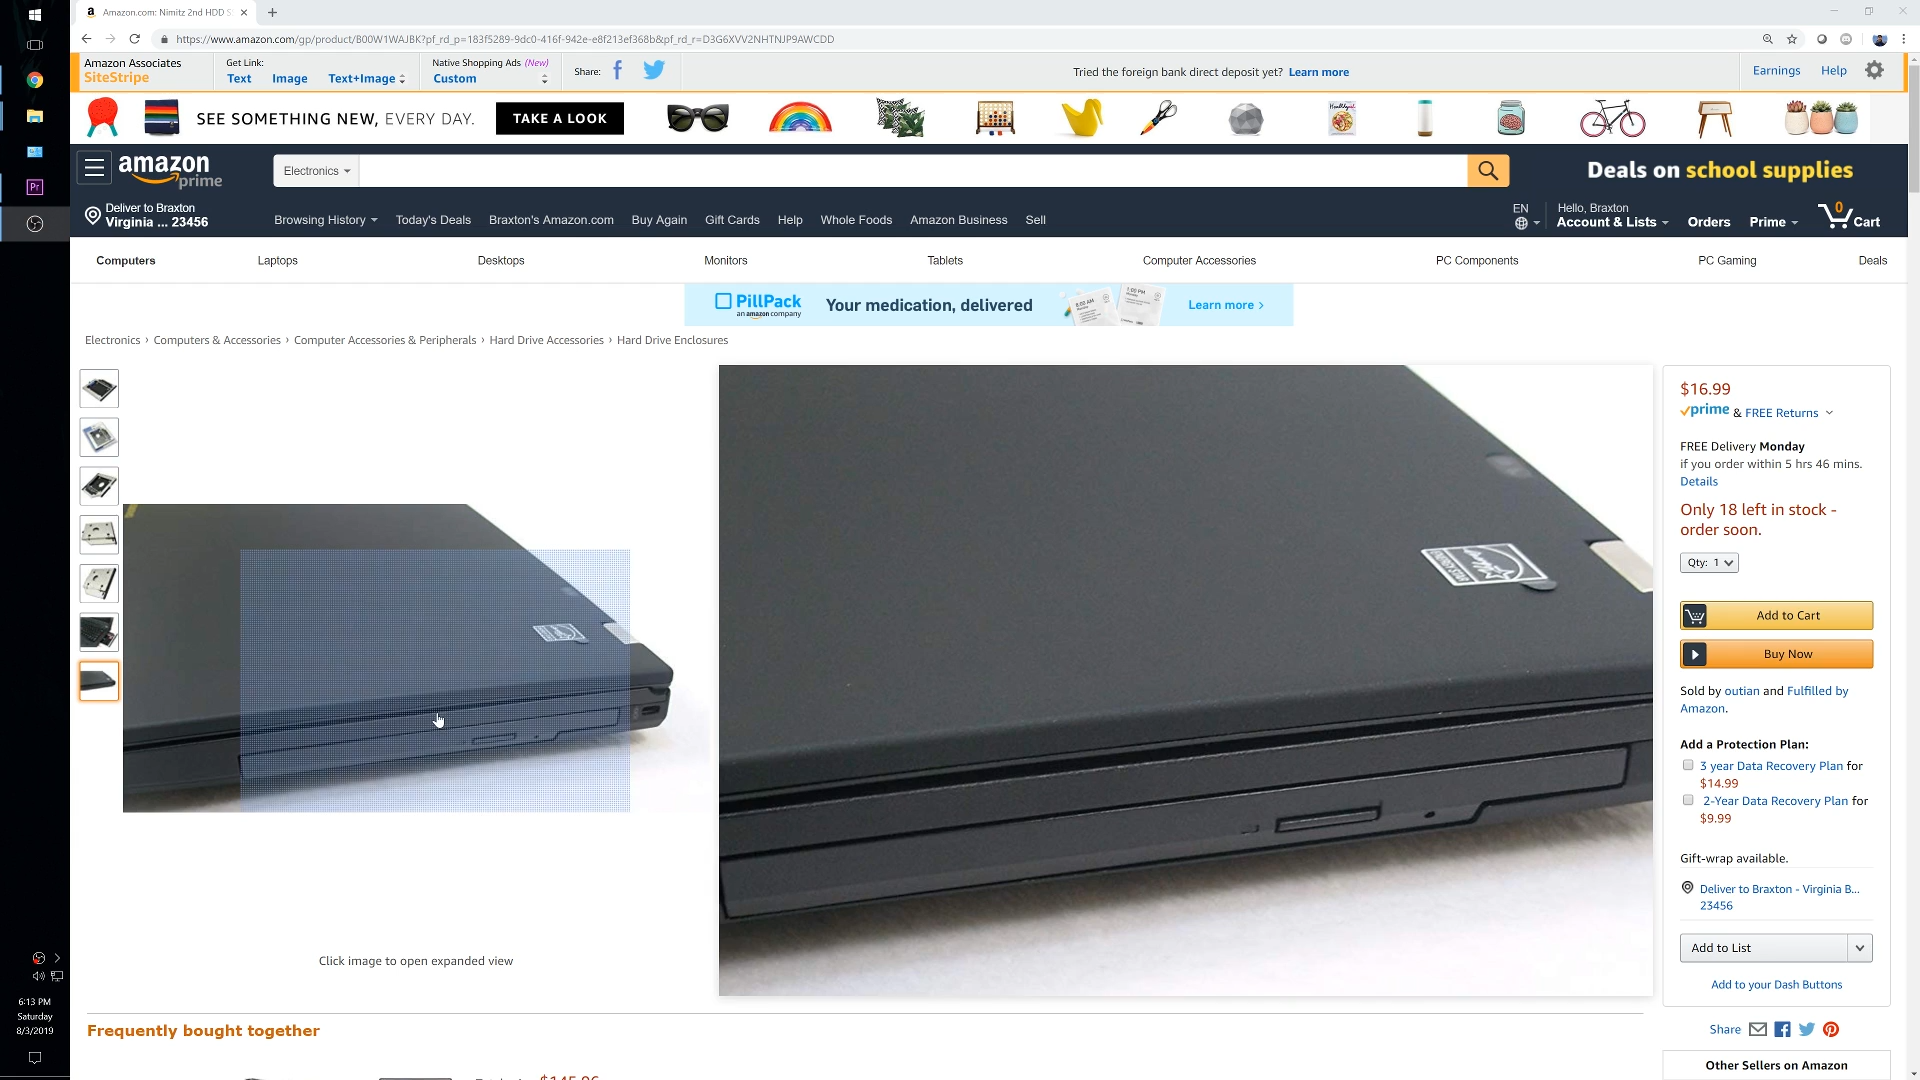 Amazon.com: Nimitz 2nd HDD S
https://www.amazon.com/gp/product/B00W1WAJBK?pf_rd_p=183f5289-9dc0-416f-942e-e8f213ef368b&pf_rd_r=D3G6XVV2NHTNJP9AWCDD
Amazon Associates
SiteStripe
Get Link:
Text Image Text+Image
Native Shopping Ads (New)
Custom
Share:
Tried the foreign bank direct deposit yet? Learn more
Earnings Help
SEE SOMETHING NEW, EVERY DAY. TAKE A LOOK
amazon prime
Electronics
Deals on school supplies
Deliver to Braxton
Virginia ... 23456
Browsing History Today's Deals Braxton's Amazon.com Buy Again Gift Cards Help Whole Foods Amazon Business Sell
EN
Hello, Braxton
Account & Lists Orders Prime 0 Cart
Computers Laptops Desktops Monitors Tablets Computer Accessories PC Components PC Gaming Deals
PillPack
an amazon company
Your medication, delivered
Learn more ›
Electronics › Computers & Accessories › Computer Accessories & Peripherals › Hard Drive Accessories › Hard Drive Enclosures
ENERGY STAR
Click image to open expanded view
$16.99
prime & FREE Returns
FREE Delivery Monday
if you order within 5 hrs 46 mins.
Details
Only 18 left in stock -
order soon.
Qty: 1
Add to Cart
Buy Now
Sold by outian and Fulfilled by
Amazon.
Add a Protection Plan:
3 year Data Recovery Plan for
$14.99
2-Year Data Recovery Plan for
$9.99
Gift-wrap available.
Deliver to Braxton - Virginia B...
23456
Add to List
Add to your Dash Buttons
Share
Other Sellers on Amazon
Frequently bought together
Pr
6:13 PM
Saturday
8/3/2019